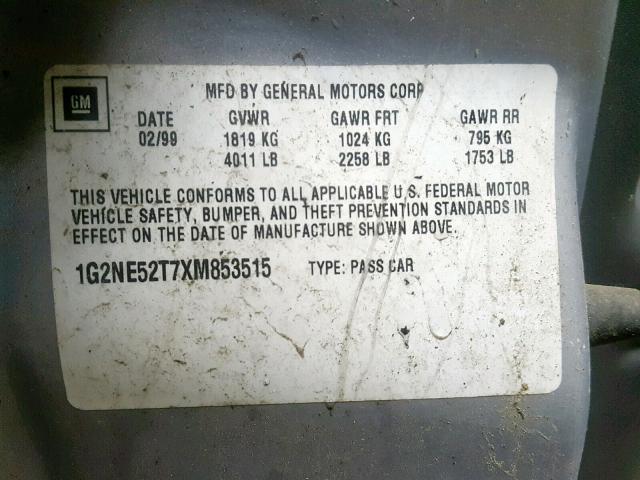 GM
MFD BY GENERAL MOTORS CORP
DATE GVWR GAWR FRT GAWR RR
02/99 1819 KG 1024 KG 795 KG
4011 LB 2258 LB 1753 LB
THIS VEHICLE CONFORMS TO ALL APPLICABLE U.S. FEDERAL MOTOR
VEHICLE SAFETY, BUMPER, AND THEFT PREVENTION STANDARDS IN
EFFECT ON THE DATE OF MANUFACTURE SHOWN ABOVE.
1G2NE52T7XM853515 TYPE: PASS CAR